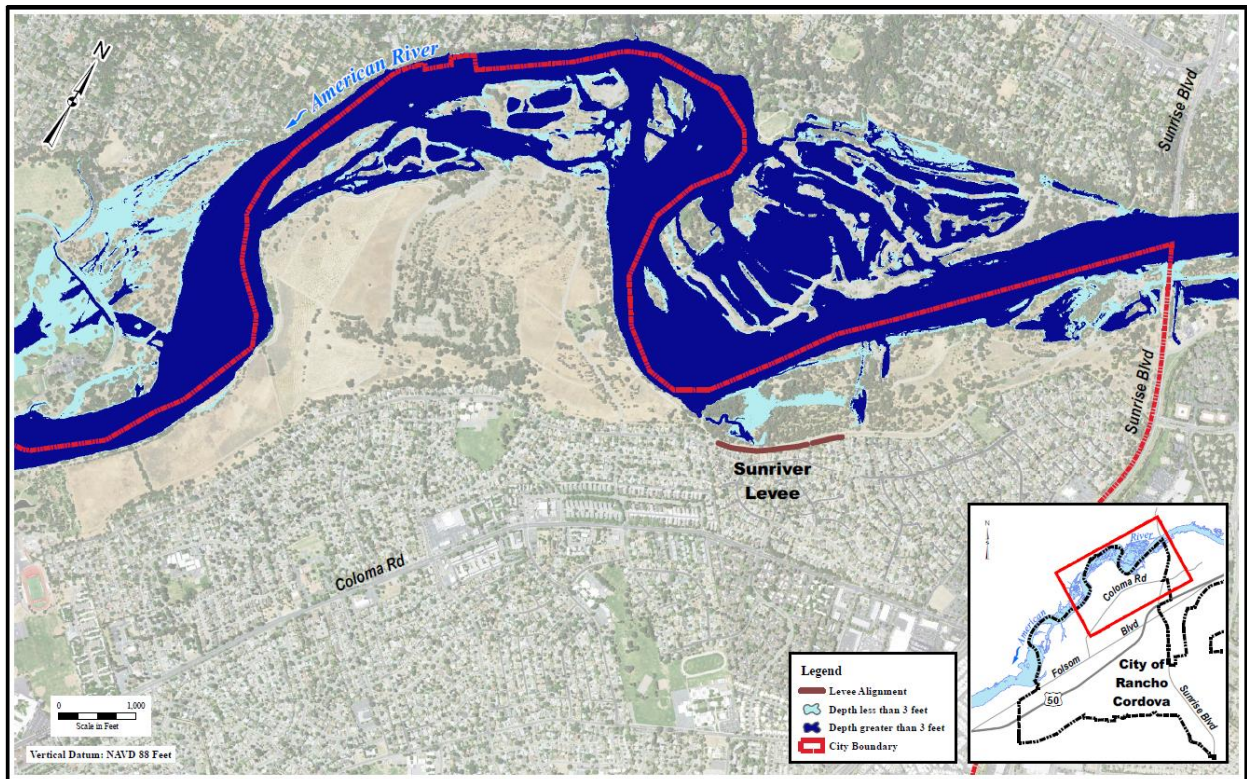 N
American River
Sunrise Blvd
Sunrise Blvd
Sunriver
Levee
Coloma Rd
0 1,000
Scale in Feet
Vertical Datum: NAVD 88 Feet
Legend
Levee Alignment
Depth less than 3 feet
Depth greater than 3 feet
City Boundary
N
River
Coloma Rd
American
Folsom Blvd
50
City of
Rancho
Cordova
Sunrise Blvd